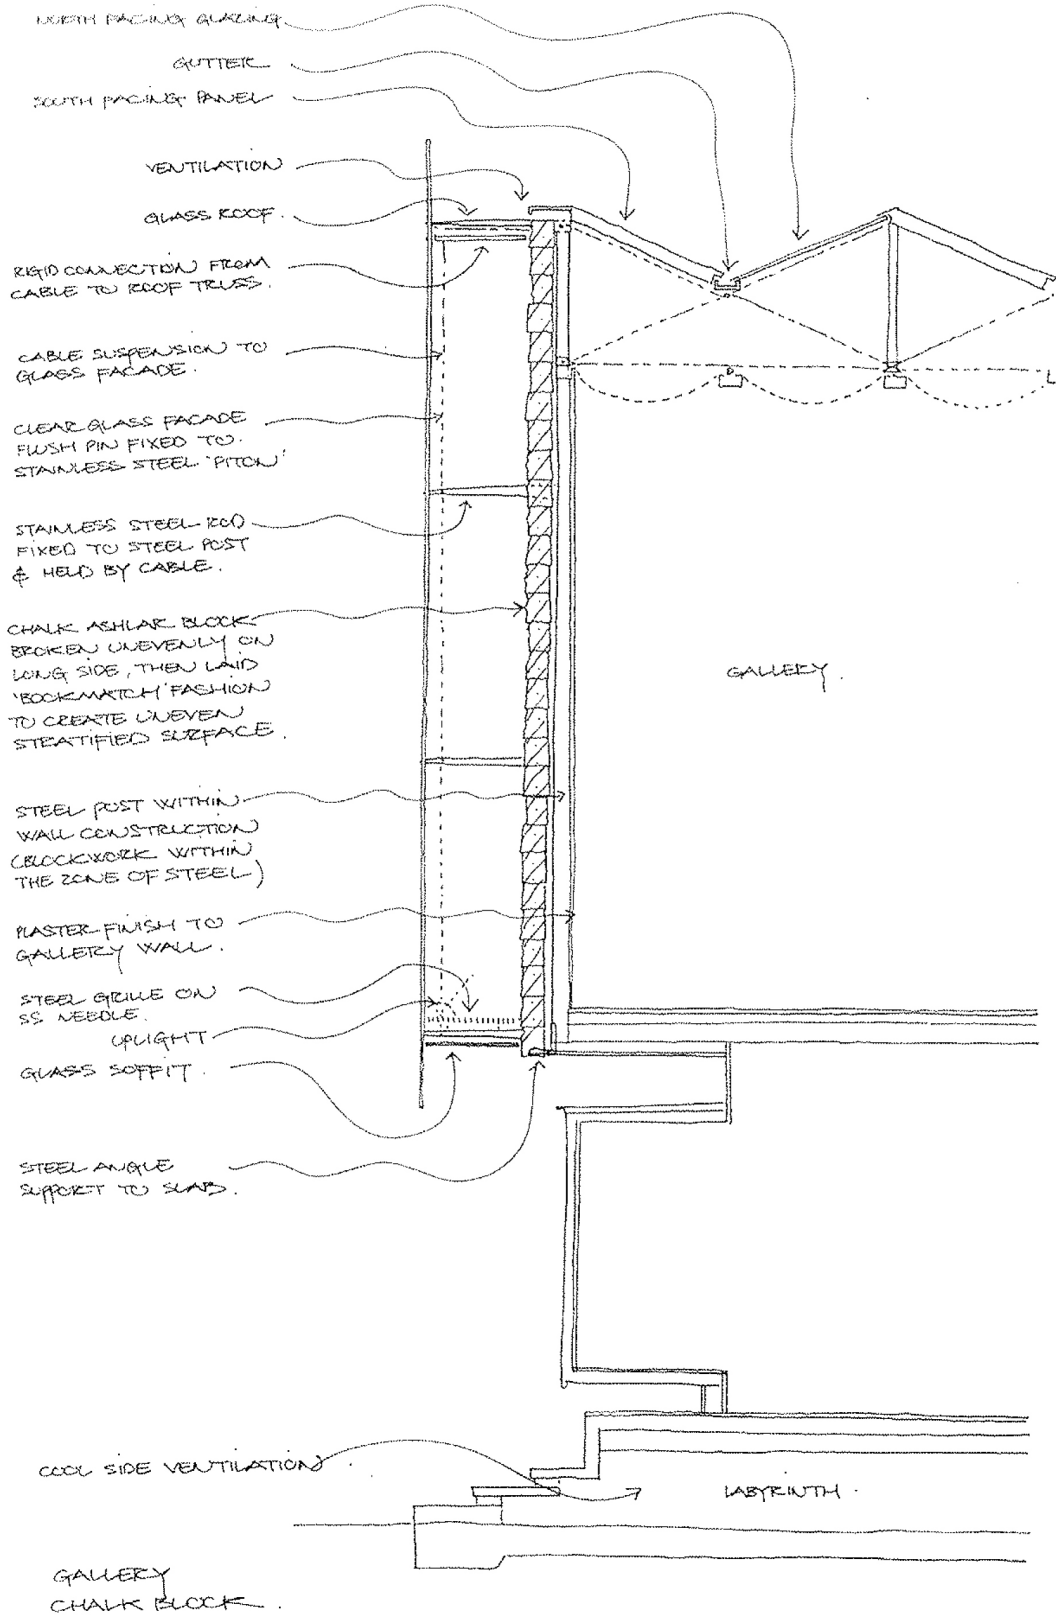 NORTH FACING GLAZING
GUTTER
SOUTH FACING PANEL
VENTILATION
GLASS ROOF.
RIGID CONNECTION FROM
CABLE TO ROOF TRUSS.
CABLE SUSPENSION TO
GLASS FACADE.
CLEAR GLASS FACADE
FLUSH PIN FIXED TO.
STAINLESS STEEL 'PITON'
STAINLESS STEEL ROD
FIXED TO STEEL POST
& HELD BY CABLE.
CHALK ASHLAR BLOCK
BROKEN UNEVENLY ON
LONG SIDE, THEN LAID
'BOOKMATCH' FASHION
TO CREATE UNEVEN
STRATIFIED SURFACE.
GALLERY.
STEEL POST WITHIN
WALL CONSTRUCTION
(BLOCKWORK WITHIN
THE ZONE OF STEEL)
PLASTER FINISH TO
GALLERY WALL.
STEEL GRILLE ON
SS NEEDLE.
UPLIGHT
GLASS SOFFIT.
STEEL ANGLE
SUPPORT TO SLAB.
COOL SIDE VENTILATION.
LABYRINTH.
GALLERY
CHALK BLOCK.